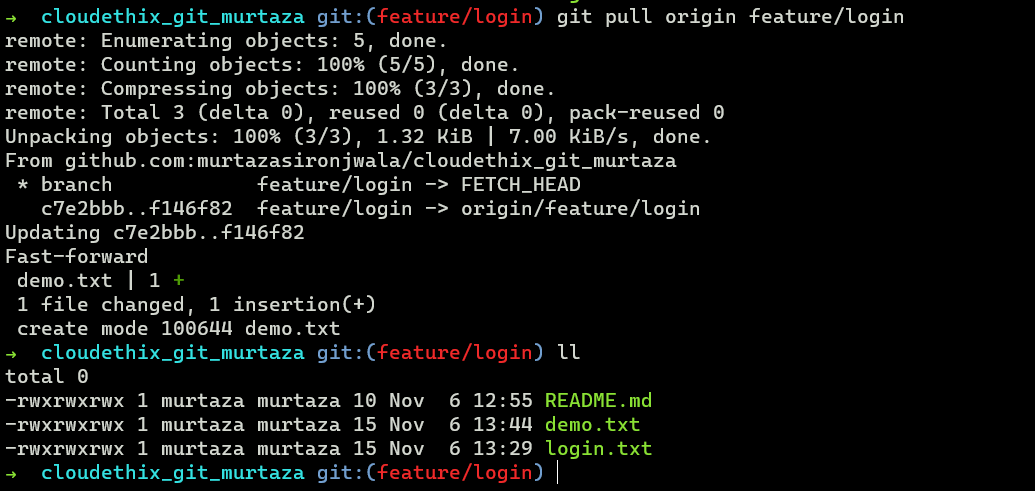 → cloudethix_git_murtaza git:(feature/login) git pull origin feature/login
remote: Enumerating objects: 5, done.
remote: Counting objects: 100% (5/5), done.
remote: Compressing objects: 100% (3/3), done.
remote: Total 3 (delta 0), reused 0 (delta 0), pack-reused 0
Unpacking objects: 100% (3/3), 1.32 KiB | 7.00 KiB/s, done.
From github.com:murtazasironjwala/cloudethix_git_murtaza
 * branch            feature/login -> FETCH_HEAD
   c7e2bbb..f146f82  feature/login -> origin/feature/login
Updating c7e2bbb..f146f82
Fast-forward
 demo.txt | 1 +
 1 file changed, 1 insertion(+)
 create mode 100644 demo.txt
→ cloudethix_git_murtaza git:(feature/login) ll
total 0
-rwxrwxrwx 1 murtaza murtaza 10 Nov  6 12:55 README.md
-rwxrwxrwx 1 murtaza murtaza 15 Nov  6 13:44 demo.txt
-rwxrwxrwx 1 murtaza murtaza 15 Nov  6 13:29 login.txt
→ cloudethix_git_murtaza git:(feature/login)